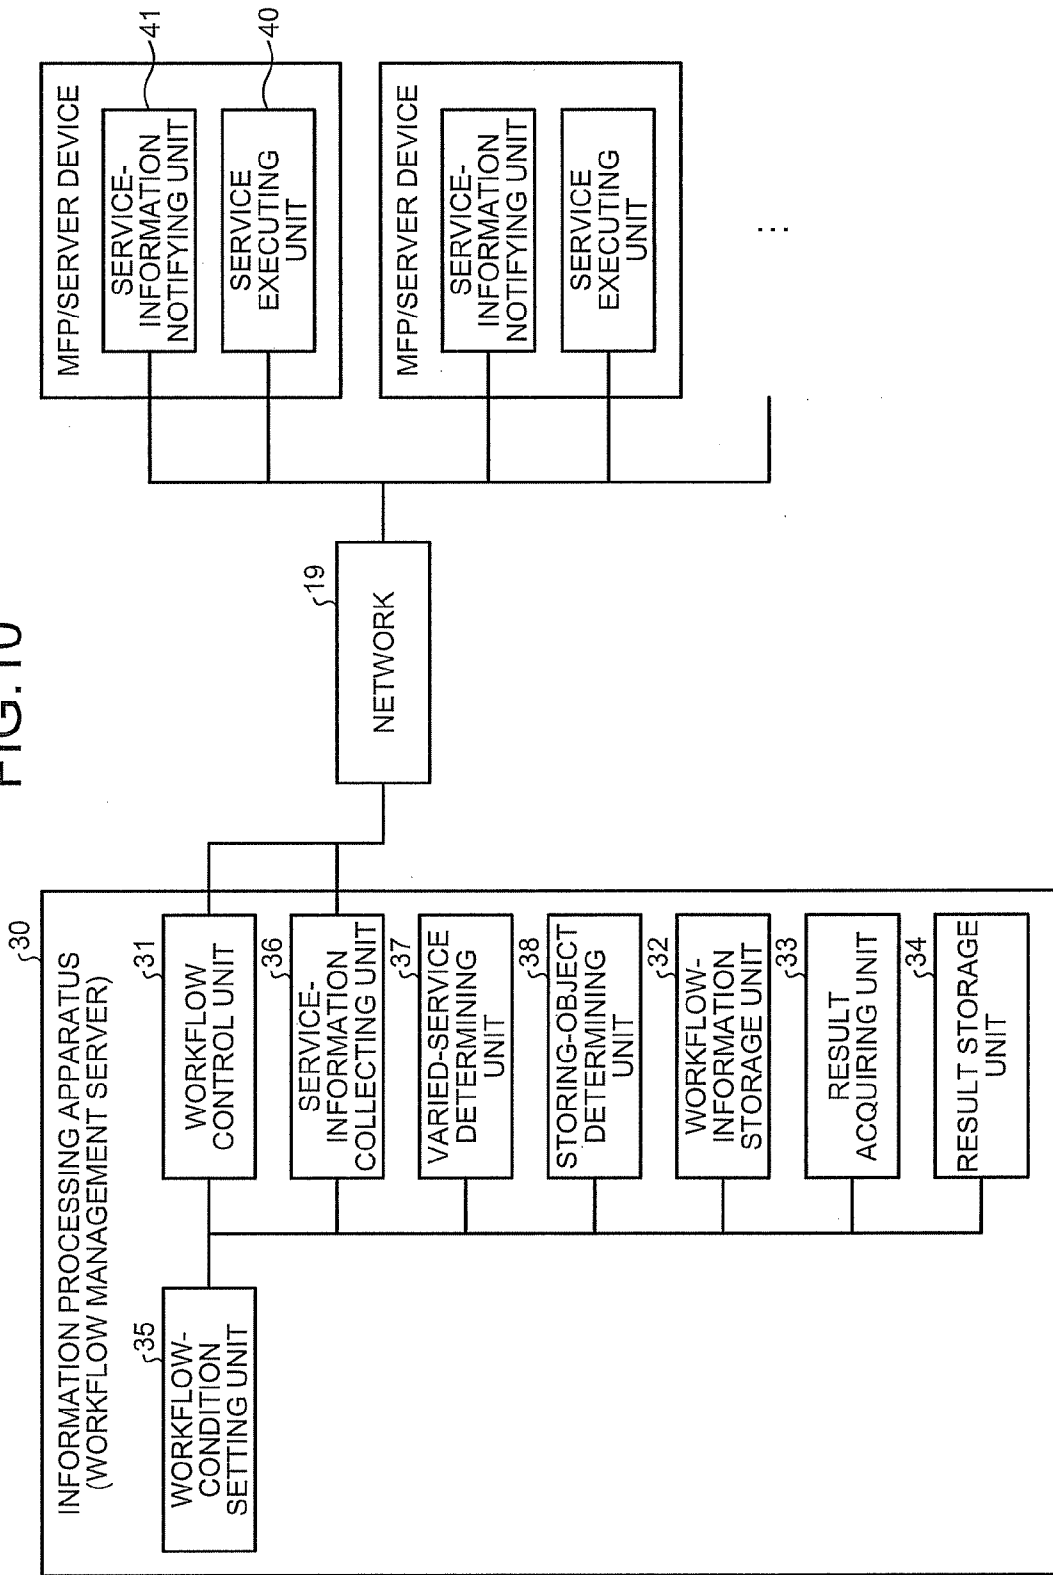 FIG.10
30
INFORMATION PROCESSING APPARATUS
(WORKFLOW MANAGEMENT SERVER)
35
WORKFLOW-
CONDITION
SETTING UNIT
31
WORKFLOW
CONTROL UNIT
36
SERVICE-
INFORMATION
COLLECTING UNIT
37
VARIED-SERVICE
DETERMINING
UNIT
38
STORING-OBJECT
DETERMINING
UNIT
32
WORKFLOW-
INFORMATION
STORAGE UNIT
33
RESULT
ACQUIRING UNIT
34
RESULT STORAGE
UNIT
19
NETWORK
MFP/SERVER DEVICE
SERVICE-
INFORMATION
NOTIFYING UNIT
41
SERVICE
EXECUTING
UNIT
40
MFP/SERVER DEVICE
SERVICE-
INFORMATION
NOTIFYING UNIT
SERVICE
EXECUTING
UNIT
...